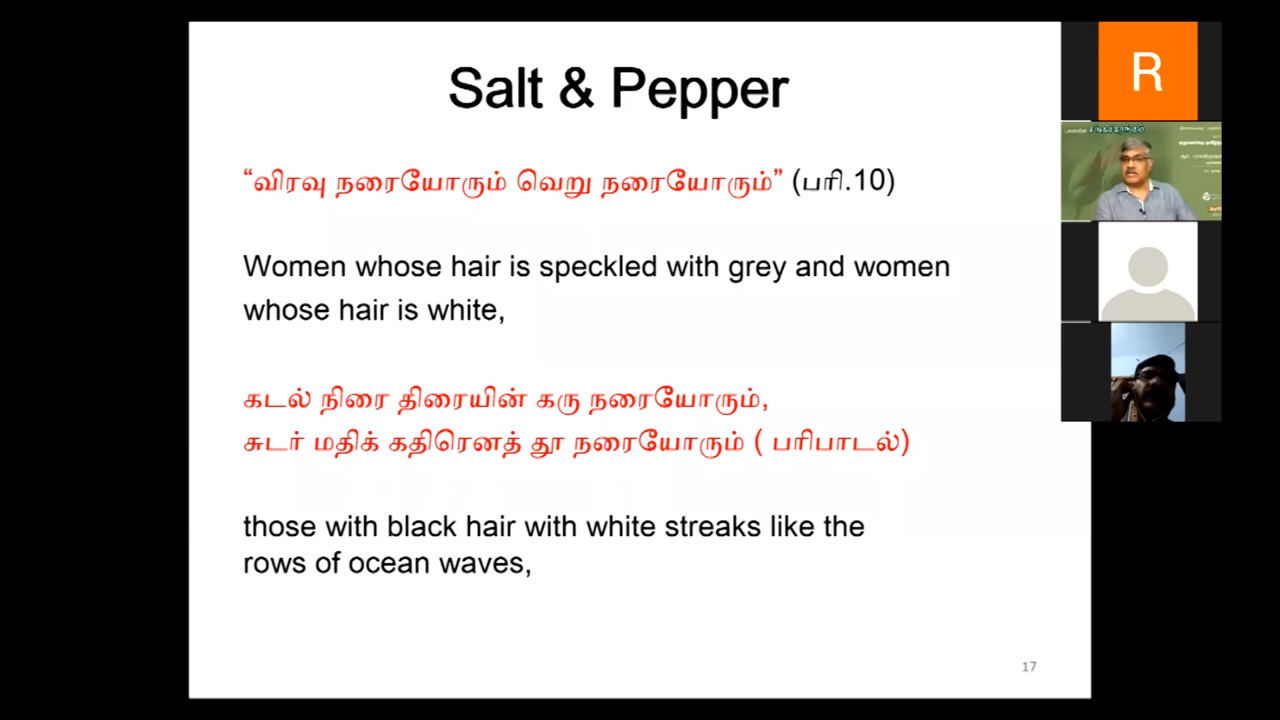 Salt & Pepper
“விரவு நரையோரும் வெறு நரையோரும்” (பரி.10)
Women whose hair is speckled with grey and women
whose hair is white,
கடல் நிரை திரையின் கரு நரையோரும்,
சுடர் மதிக் கதிரெனத் தூ நரையோரும் ( பரிபாடல்)
those with black hair with white streaks like the
rows of ocean waves,
17
R